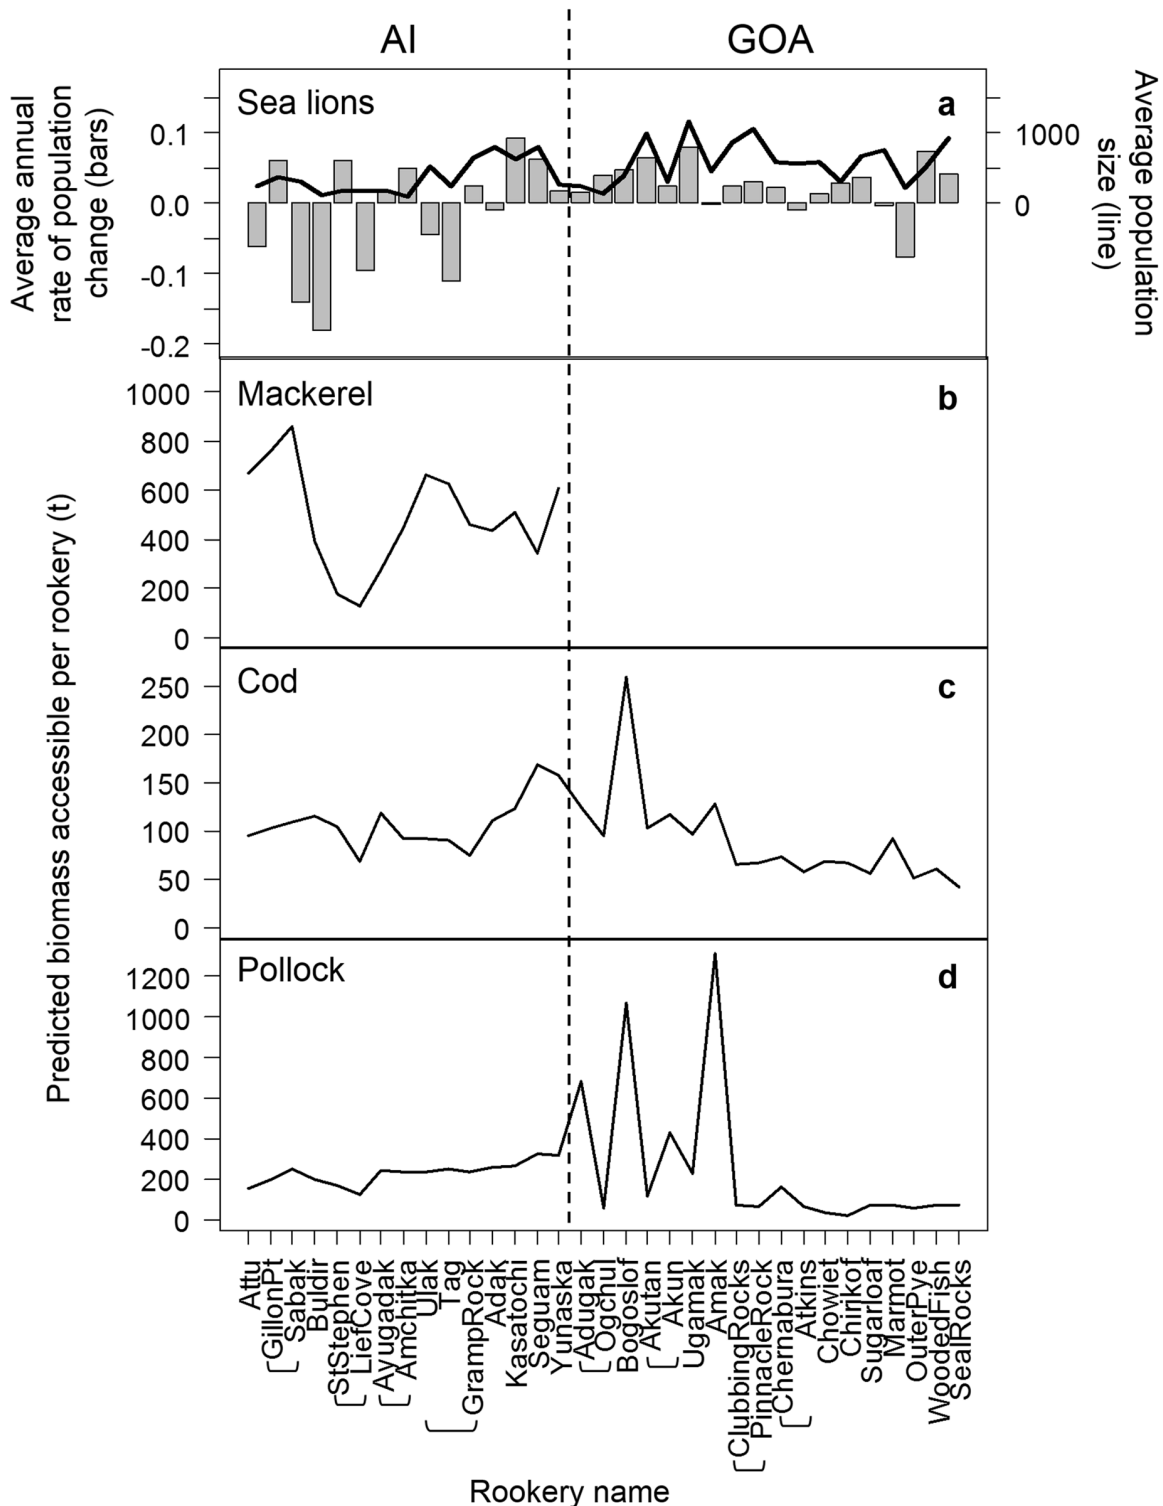 AI
GOA
Sea lions
a
Average annual
rate of population
change (bars)
0.1
0.0
-0.1
-0.2
1000
0
Average population
size (line)
Mackerel
b
1000
800
600
400
200
0
Predicted biomass accessible per rookery (t)
Cod
c
250
200
150
100
50
0
Pollock
d
1200
1000
800
600
400
200
0
Attu
GillonPt
Sabak
Buldir
StStephen
LiefCove
Ayugadak
Amchitka
Ulak
Tag
GrampRock
Adak
Kasatochi
Seguam
Yunaska
Adugak
Ogchul
Bogoslof
Akutan
Akun
Ugamak
Amak
ClubbingRocks
PinnacleRock
Chernabura
Atkins
Chowiet
Chirikof
Sugarloaf
Marmot
OuterPye
WoodedFish
SealRocks
Rookery name